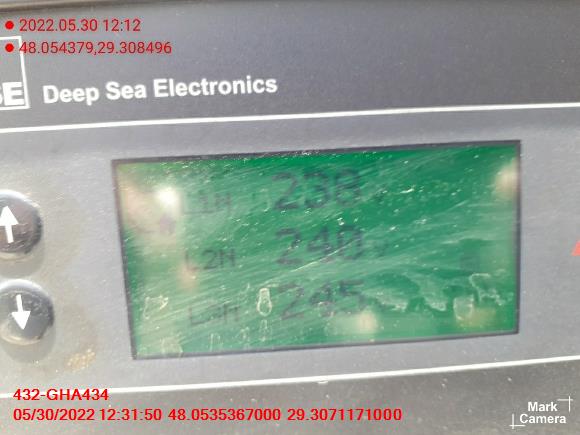 2022.05.30 12:12
48.054379,29.308496
SE Deep Sea Electronics
L1N 238 V
L2N 240 V
L3N 245
432-GHA434
05/30/2022 12:31:50 48.0535367000 29.3071171000
Mark
Camera